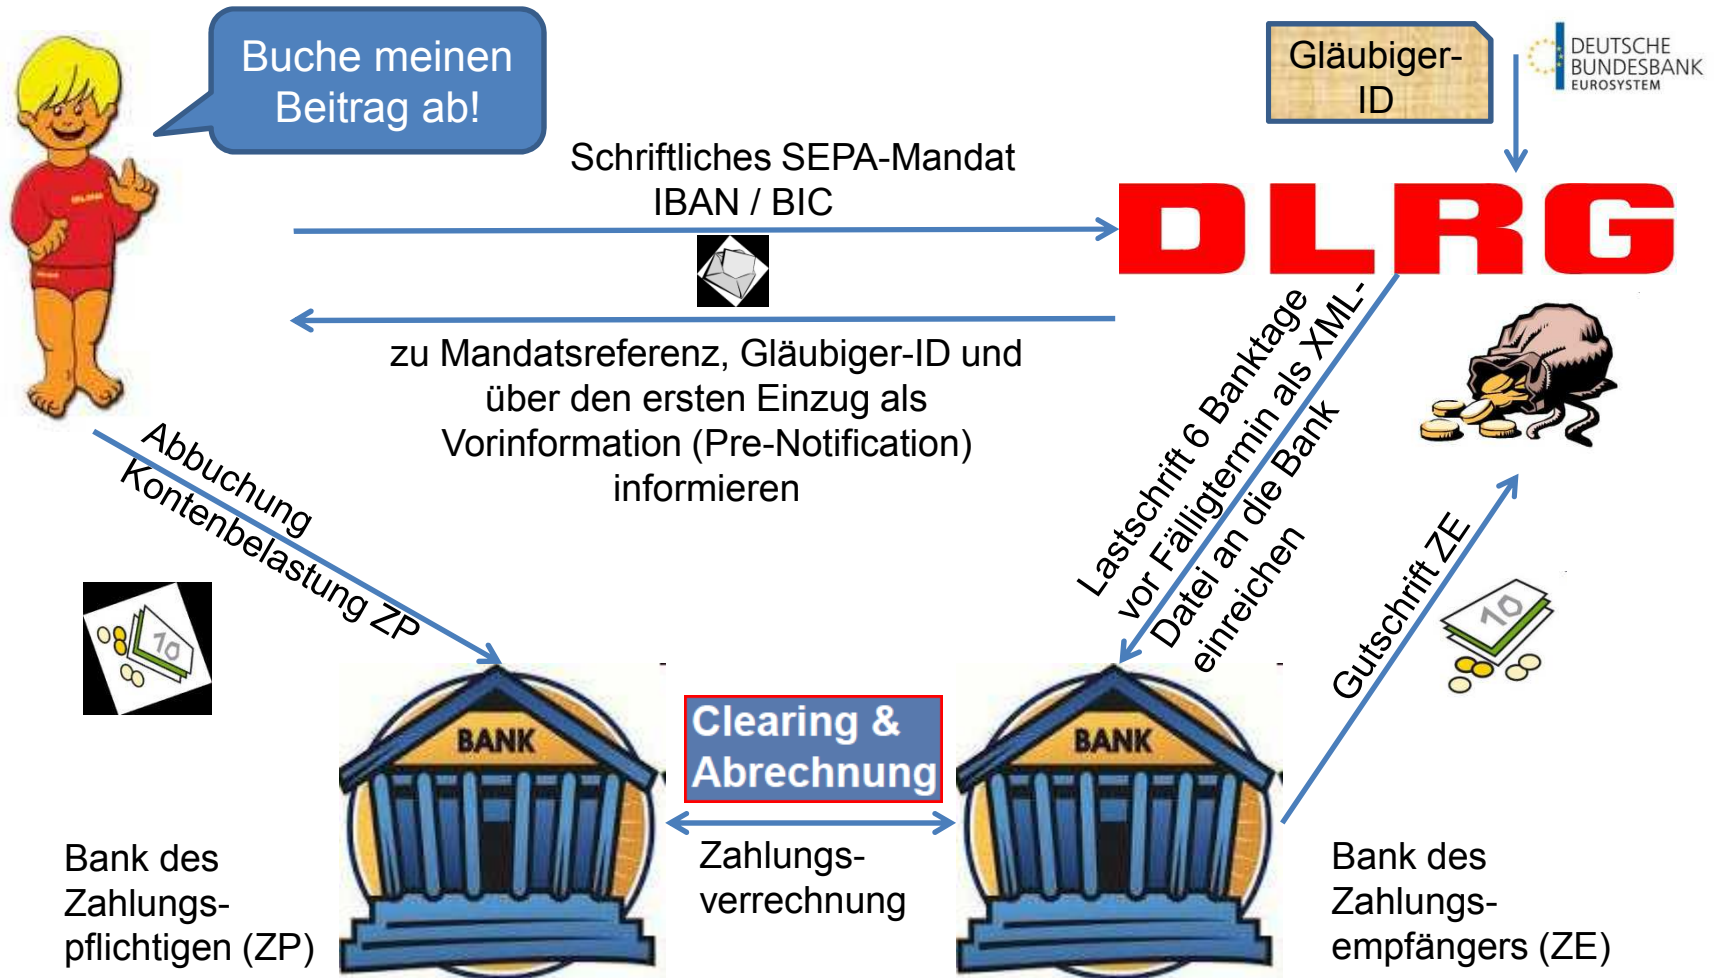 Buche meinen
Beitrag ab!
Gläubiger-
ID
DEUTSCHE
BUNDESBANK
EUROSYSTEM
Schriftliches SEPA-Mandat
IBAN / BIC
DLRG
zu Mandatsreferenz, Gläubiger-ID und
über den ersten Einzug als
Vorinformation (Pre-Notification)
informieren
Abbuchung
Kontenbelastung ZP
Lastschrift 6 Banktage
vor Fälligtermin als XML-
Datei an die Bank
einreichen
Gutschrift ZE
10
10
BANK
Clearing &
Abrechnung
BANK
Zahlungs-
verrechnung
Bank des
Zahlungs-
pflichtigen (ZP)
Bank des
Zahlungs-
empfängers (ZE)